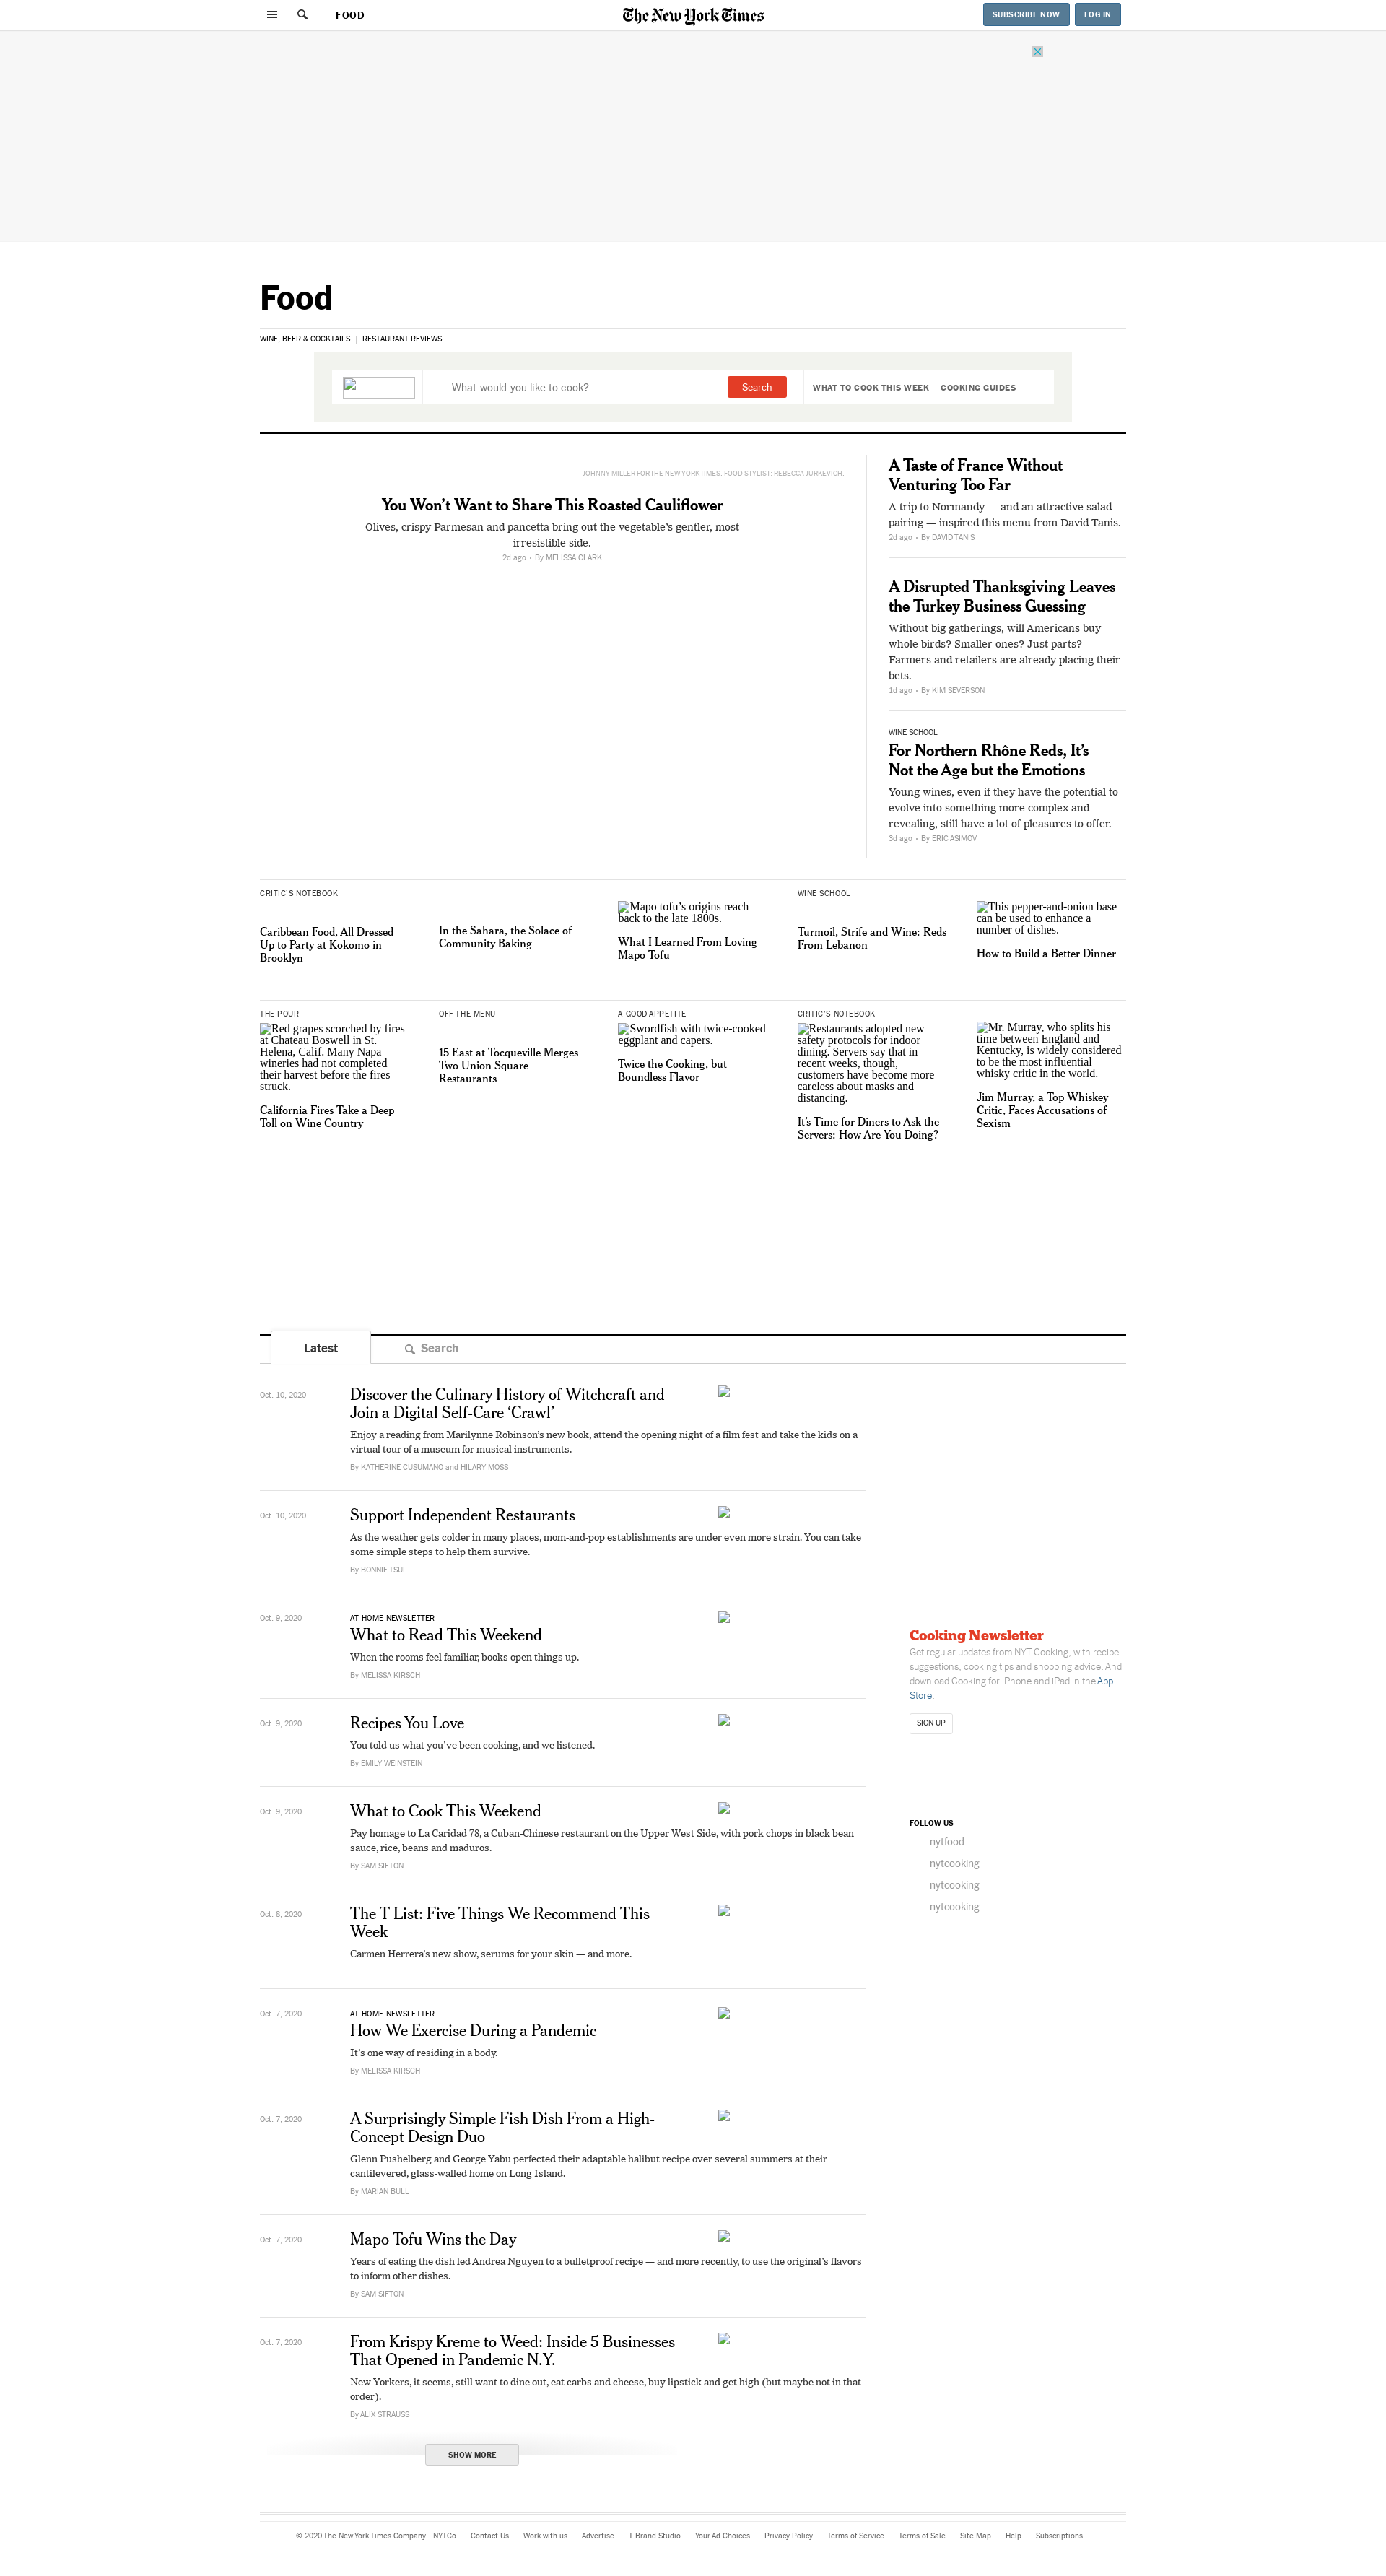 FOOD
The New York Times
SUBSCRIBE NOW
LOG IN
Food
WINE, BEER & COCKTAILS
RESTAURANT REVIEWS
What would you like to cook?
Search
WHAT TO COOK THIS WEEK
COOKING GUIDES
JOHNNY MILLER FOR THE NEW YORK TIMES. FOOD STYLIST: REBECCA JURKEVICH.
You Won’t Want to Share This Roasted Cauliflower
Olives, crispy Parmesan and pancetta bring out the vegetable’s gentler, most
irresistible side.
2d ago • By MELISSA CLARK
A Taste of France Without
Venturing Too Far
A trip to Normandy — and an attractive salad
pairing — inspired this menu from David Tanis.
2d ago • By DAVID TANIS
A Disrupted Thanksgiving Leaves
the Turkey Business Guessing
Without big gatherings, will Americans buy
whole birds? Smaller ones? Just parts?
Farmers and retailers are already placing their
bets.
1d ago • By KIM SEVERSON
WINE SCHOOL
For Northern Rhône Reds, It’s
Not the Age but the Emotions
Young wines, even if they have the potential to
evolve into something more complex and
revealing, still have a lot of pleasures to offer.
3d ago • By ERIC ASIMOV
CRITIC’S NOTEBOOK
Caribbean Food, All Dressed
Up to Party at Kokomo in
Brooklyn
In the Sahara, the Solace of
Community Baking
Mapo tofu’s origins reach
back to the late 1800s.
What I Learned From Loving
Mapo Tofu
WINE SCHOOL
Turmoil, Strife and Wine: Reds
From Lebanon
This pepper-and-onion base
can be used to enhance a
number of dishes.
How to Build a Better Dinner
THE POUR
Red grapes scorched by fires
at Chateau Boswell in St.
Helena, Calif. Many Napa
wineries had not completed
their harvest before the fires
struck.
California Fires Take a Deep
Toll on Wine Country
OFF THE MENU
15 East at Tocqueville Merges
Two Union Square
Restaurants
A GOOD APPETITE
Swordfish with twice-cooked
eggplant and capers.
Twice the Cooking, but
Boundless Flavor
CRITIC’S NOTEBOOK
Restaurants adopted new
safety protocols for indoor
dining. Servers say that in
recent weeks, though,
customers have become more
careless about masks and
distancing.
It’s Time for Diners to Ask the
Servers: How Are You Doing?
Mr. Murray, who splits his
time between England and
Kentucky, is widely considered
to be the most influential
whisky critic in the world.
Jim Murray, a Top Whiskey
Critic, Faces Accusations of
Sexism
Latest
Search
Oct. 10, 2020
Discover the Culinary History of Witchcraft and
Join a Digital Self-Care ‘Crawl’
Enjoy a reading from Marilynne Robinson’s new book, attend the opening night of a film fest and take the kids on a
virtual tour of a museum for musical instruments.
By KATHERINE CUSUMANO and HILARY MOSS
Oct. 10, 2020
Support Independent Restaurants
As the weather gets colder in many places, mom-and-pop establishments are under even more strain. You can take
some simple steps to help them survive.
By BONNIE TSUI
Oct. 9, 2020
AT HOME NEWSLETTER
What to Read This Weekend
When the rooms feel familiar, books open things up.
By MELISSA KIRSCH
Oct. 9, 2020
Recipes You Love
You told us what you’ve been cooking, and we listened.
By EMILY WEINSTEIN
Oct. 9, 2020
What to Cook This Weekend
Pay homage to La Caridad 78, a Cuban-Chinese restaurant on the Upper West Side, with pork chops in black bean
sauce, rice, beans and maduros.
By SAM SIFTON
Oct. 8, 2020
The T List: Five Things We Recommend This
Week
Carmen Herrera’s new show, serums for your skin — and more.
Oct. 7, 2020
AT HOME NEWSLETTER
How We Exercise During a Pandemic
It’s one way of residing in a body.
By MELISSA KIRSCH
Oct. 7, 2020
A Surprisingly Simple Fish Dish From a High-
Concept Design Duo
Glenn Pushelberg and George Yabu perfected their adaptable halibut recipe over several summers at their
cantilevered, glass-walled home on Long Island.
By MARIAN BULL
Oct. 7, 2020
Mapo Tofu Wins the Day
Years of eating the dish led Andrea Nguyen to a bulletproof recipe — and more recently, to use the original’s flavors
to inform other dishes.
By SAM SIFTON
Oct. 7, 2020
From Krispy Kreme to Weed: Inside 5 Businesses
That Opened in Pandemic N.Y.
New Yorkers, it seems, still want to dine out, eat carbs and cheese, buy lipstick and get high (but maybe not in that
order).
By ALIX STRAUSS
SHOW MORE
Cooking Newsletter
Get regular updates from NYT Cooking, with recipe
suggestions, cooking tips and shopping advice. And
download Cooking for iPhone and iPad in the App
Store.
SIGN UP
FOLLOW US
nytfood
nytcooking
nytcooking
nytcooking
© 2020 The New York Times Company NYTCo Contact Us Work with us Advertise T Brand Studio Your Ad Choices Privacy Policy Terms of Service Terms of Sale Site Map Help Subscriptions